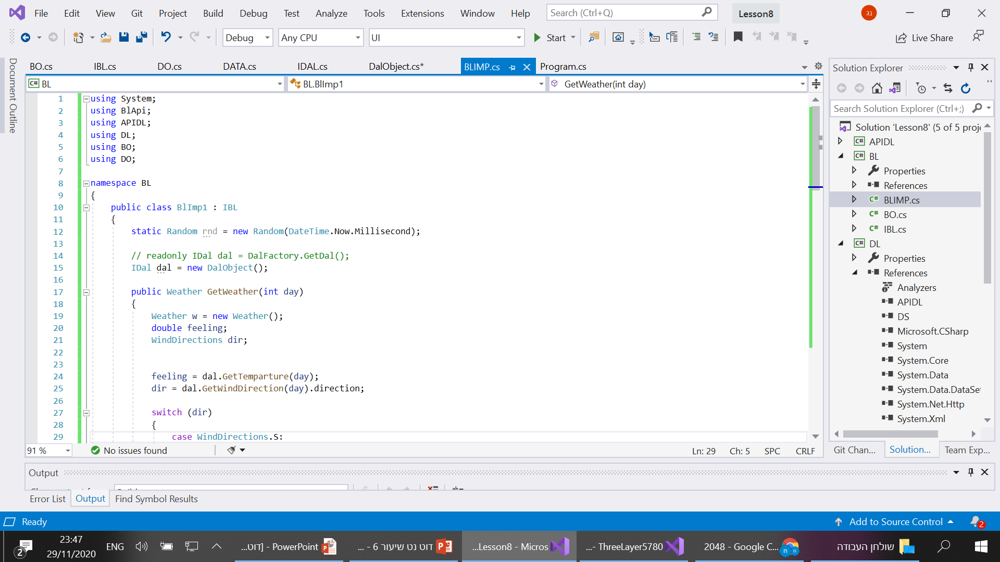 File Edit View Git Project Build Debug Test Analyze Tools Extensions Window Help Search (Ctrl+Q) Lesson8 נג
Debug Any CPU UI Start Live Share
Document Outline
BO.cs IBL.cs DO.cs DATA.cs IDAL.cs DalObject.cs* BLIMP.cs Program.cs
C# BL BL.BlImp1 GetWeather(int day)
1 using System;
2 using BlApi;
3 using APIDL;
4 using DL;
5 using BO;
6 using DO;
7
8 namespace BL
9 {
10 public class BlImp1 : IBL
11 {
12 static Random rnd = new Random(DateTime.Now.Millisecond);
13
14 // readonly IDal dal = DalFactory.GetDal();
15 IDal dal = new DalObject();
16
17 public Weather GetWeather(int day)
18 {
19 Weather w = new Weather();
20 double feeling;
21 WindDirections dir;
22
23
24 feeling = dal.GetTemparture(day);
25 dir = dal.GetWindDirection(day).direction;
26
27 switch (dir)
28 {
29 case WindDirections.S:
91 % No issues found Ln: 29 Ch: 5 SPC CRLF
Solution Explorer
Search Solution Explorer (Ctrl+;)
Solution 'Lesson8' (5 of 5 proje
C# APIDL
C# BL
Properties
References
C# BLIMP.cs
C# BO.cs
C# IBL.cs
C# DL
Properties
References
Analyzers
APIDL
DS
Microsoft.CSharp
System
System.Core
System.Data
System.Data.DataSet
System.Net.Http
System.Xml
Git Chan... Solution... Team Exp...
Output
Error List Output Find Symbol Results
Ready Add to Source Control 2
2 23:47
29/11/2020
ENG
...דוט] - PowerPoint
... - 6 דוט נט שיעור
...Lesson8 - Micros
...- ThreeLayer5780
2048 - Google C...
שולחן העבודה